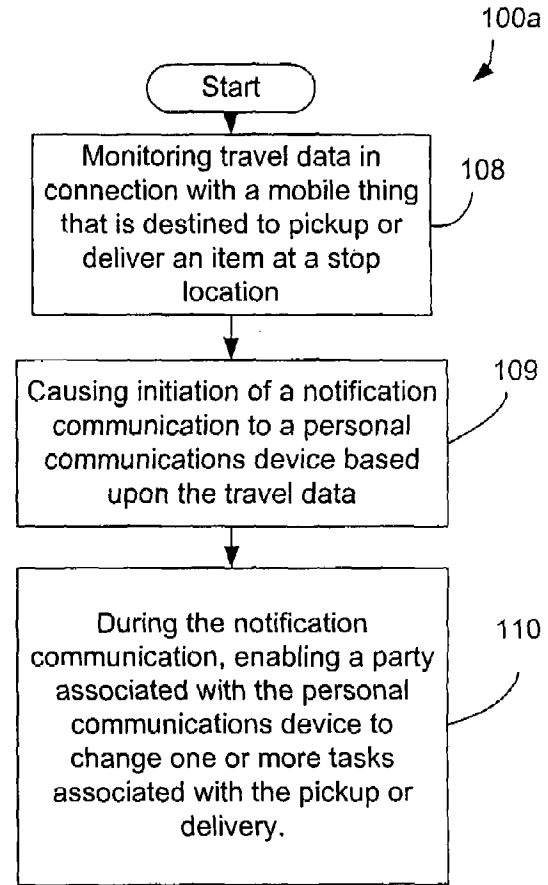 100a
Start
Monitoring travel data in
connection with a mobile thing
that is destined to pickup or
deliver an item at a stop
location
108
Causing initiation of a notification
communication to a personal
communications device based
upon the travel data
109
During the notification
communication, enabling a party
associated with the personal
communications device to
change one or more tasks
associated with the pickup or
delivery.
110